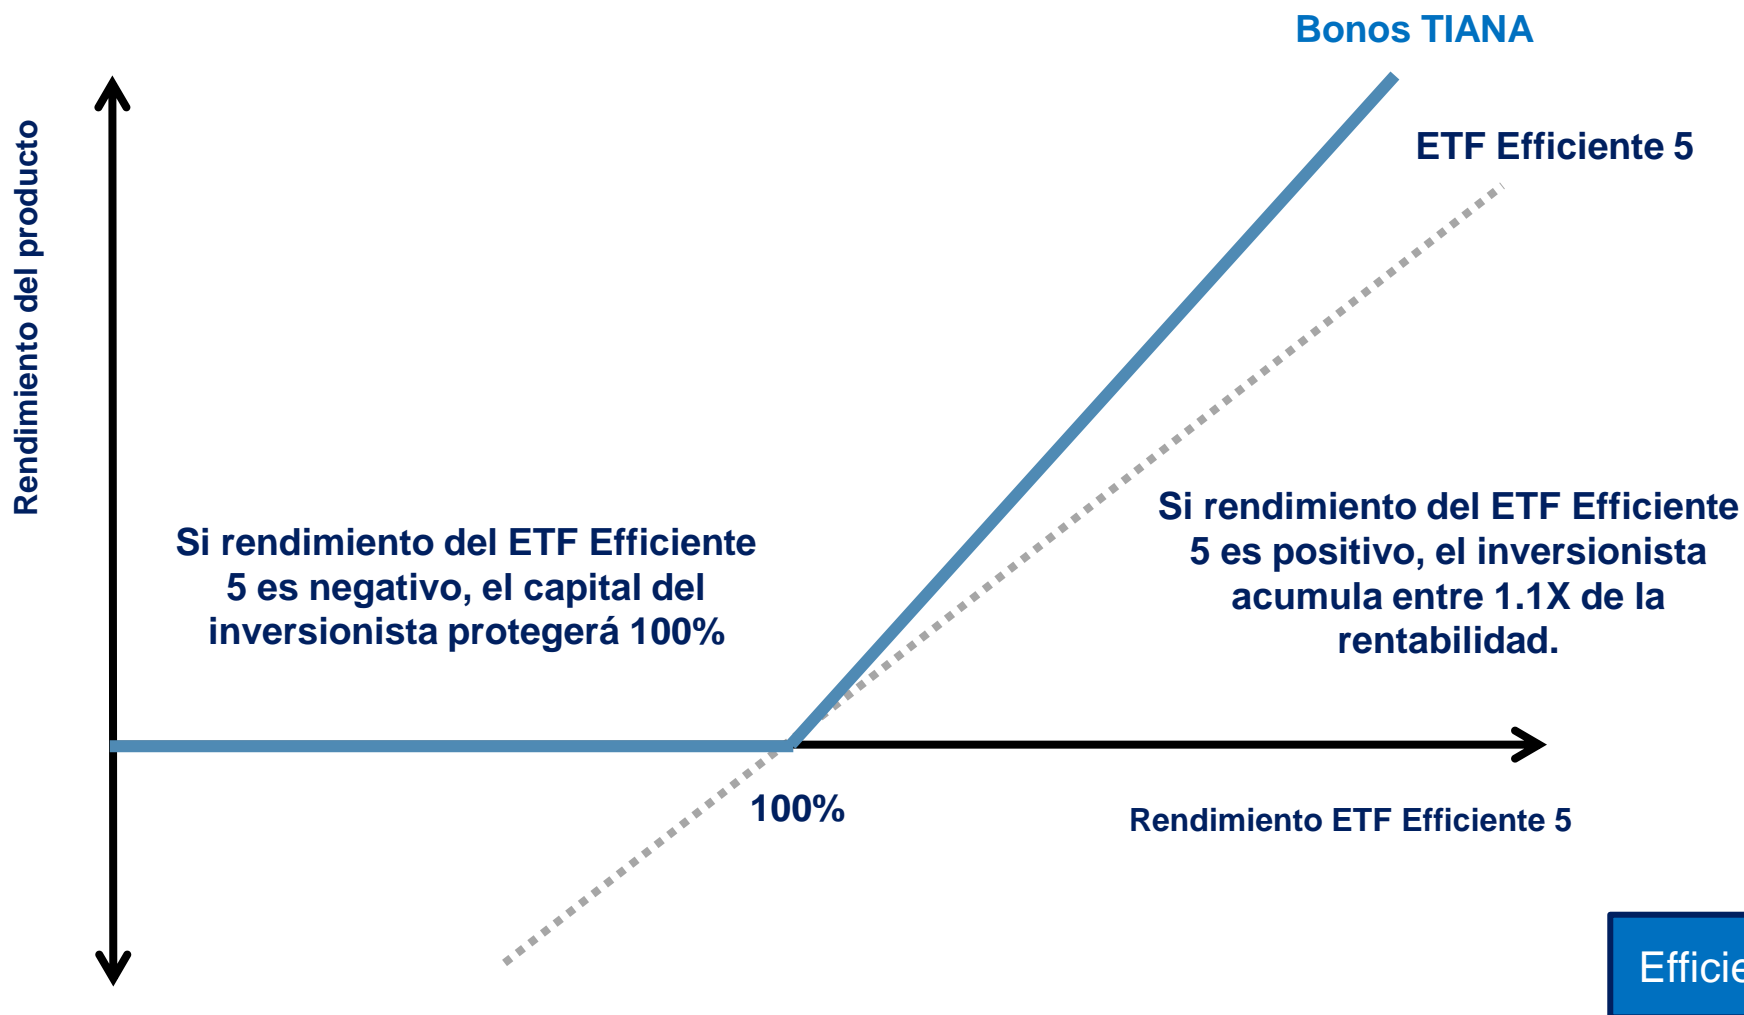 Bonos TIANA
ETF Efficiente 5
Rendimiento del producto
Si rendimiento del ETF Efficiente
5 es negativo, el capital del
inversionista protegerá 100%
Si rendimiento del ETF Efficiente
5 es positivo, el inversionista
acumula entre 1.1X de la
rentabilidad.
100%
Rendimiento ETF Efficiente 5